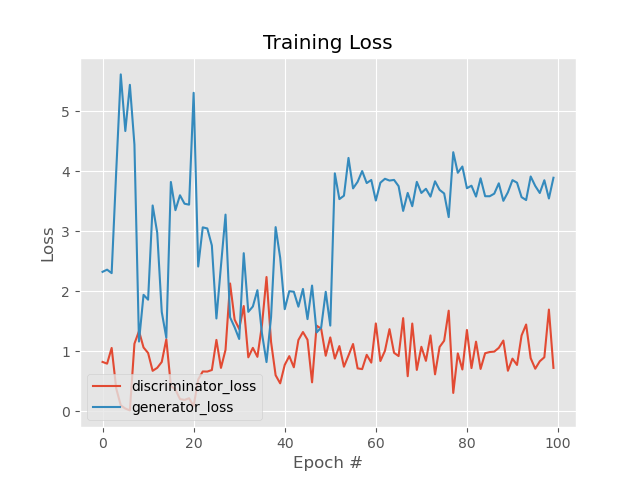 Training Loss
Loss
5
4
3
2
1
0
discriminator_loss
generator_loss
0 20 40 60 80 100
Epoch #